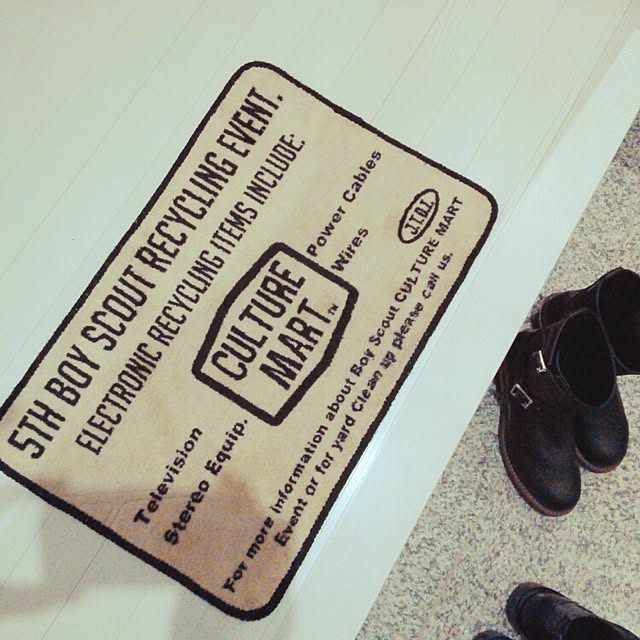 5TH BOY SCOUT RECYCLING EVENT.
ELECTRONIC RECYCLING ITEMS INCLUDE:
Television
Stereo Equip.
CULTURE
MART
TM
Power Cables
Wires
For more information about Boy Scout CULTURE MART
Event or for yard Clean up please call us.